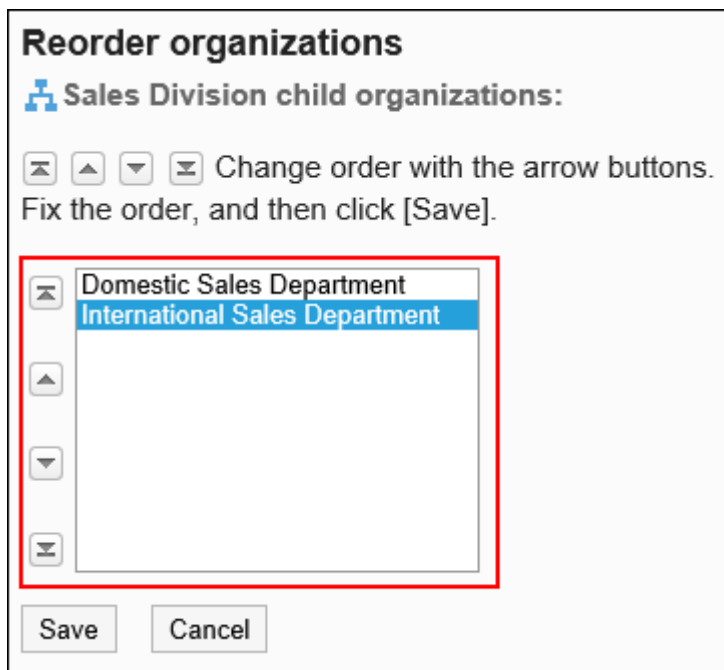 Reorder organizations
Sales Division child organizations:
Change order with the arrow buttons.
Fix the order, and then click [Save].
Domestic Sales Department
International Sales Department
Save Cancel